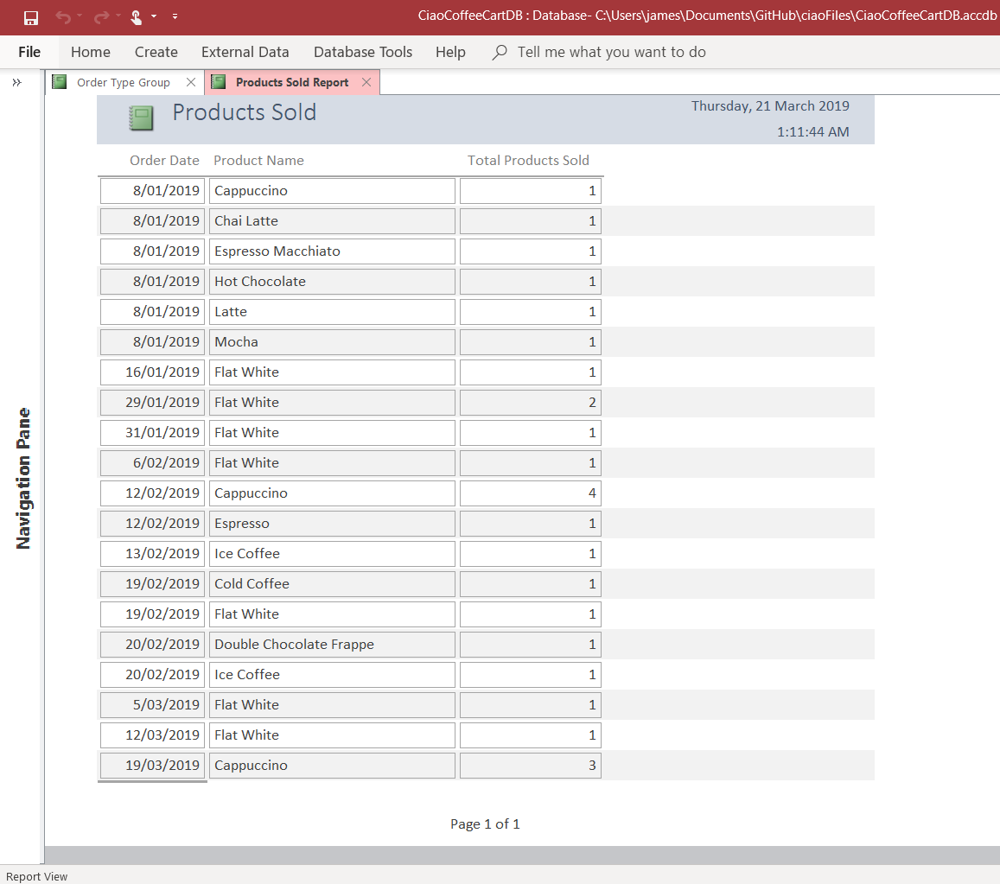 CiaoCoffeeCartDB : Database- C:\Users\james\Documents\GitHub\ciaoFiles\CiaoCoffeeCartDB.accdb
File Home Create External Data Database Tools Help Tell me what you want to do
Order Type Group Products Sold Report
Products Sold Thursday, 21 March 2019
1:11:44 AM
Order Date Product Name Total Products Sold
8/01/2019 Cappuccino 1
8/01/2019 Chai Latte 1
8/01/2019 Espresso Macchiato 1
8/01/2019 Hot Chocolate 1
8/01/2019 Latte 1
8/01/2019 Mocha 1
16/01/2019 Flat White 1
29/01/2019 Flat White 2
31/01/2019 Flat White 1
6/02/2019 Flat White 1
12/02/2019 Cappuccino 4
12/02/2019 Espresso 1
13/02/2019 Ice Coffee 1
19/02/2019 Cold Coffee 1
19/02/2019 Flat White 1
20/02/2019 Double Chocolate Frappe 1
20/02/2019 Ice Coffee 1
5/03/2019 Flat White 1
12/03/2019 Flat White 1
19/03/2019 Cappuccino 3
Page 1 of 1
Navigation Pane
Report View